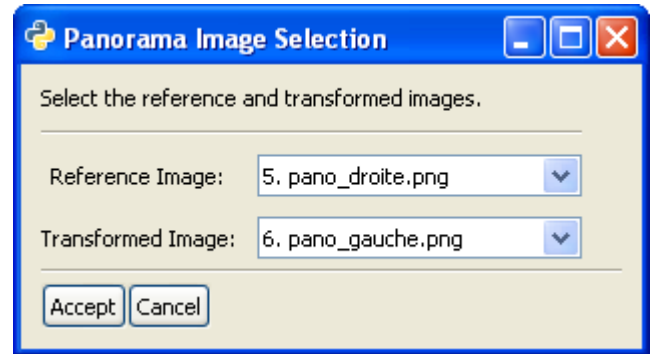 Panorama Image Selection
Select the reference and transformed images.
Reference Image: 5. pano_droite.png
Transformed Image: 6. pano_gauche.png
Accept Cancel